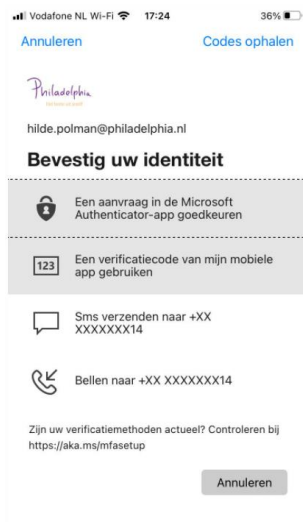 Vodafone NL Wi-Fi 17:24 36%
Annuleren Codes ophalen
Philadelphia
hilde.polman@philadelphia.nl
Bevestig uw identiteit
Een aanvraag in de Microsoft
Authenticator-app goedkeuren
123
Een verificatiecode van mijn mobiele
app gebruiken
Sms verzenden naar +XX
XXXXXXX14
Bellen naar +XX XXXXXXX14
Zijn uw verificatiemethoden actueel? Controleren bij
https://aka.ms/mfasetup
Annuleren